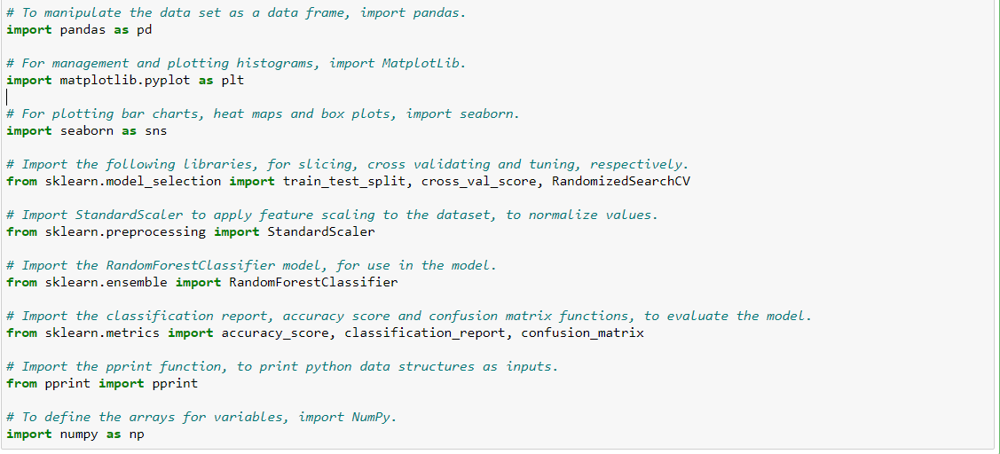 # To manipulate the data set as a data frame, import pandas.
import pandas as pd
# For management and plotting histograms, import MatplotLib.
import matplotlib.pyplot as plt
# For plotting bar charts, heat maps and box plots, import seaborn.
import seaborn as sns
# Import the following libraries, for slicing, cross validating and tuning, respectively.
from sklearn.model_selection import train_test_split, cross_val_score, RandomizedSearchCV
# Import StandardScaler to apply feature scaling to the dataset, to normalize values.
from sklearn.preprocessing import StandardScaler
# Import the RandomForestClassifier model, for use in the model.
from sklearn.ensemble import RandomForestClassifier
# Import the classification report, accuracy score and confusion matrix functions, to evaluate the model.
from sklearn.metrics import accuracy_score, classification_report, confusion_matrix
# Import the pprint function, to print python data structures as inputs.
from pprint import pprint
# To define the arrays for variables, import NumPy.
import numpy as np